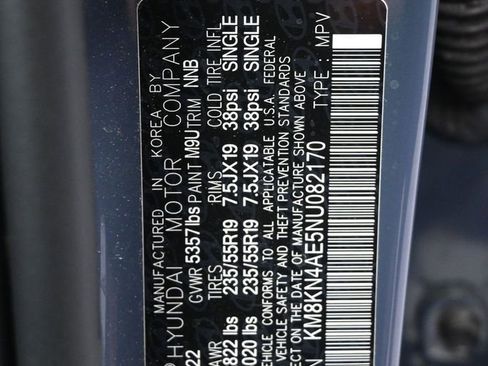 MANUFACTURED IN KOREA BY
HYUNDAI MOTOR COMPANY
22 GVWR 5357lbs PAINT M9U TRIM NNB
AWR TIRES RIMS COLD TIRE INFL
822 lbs 235/55R19 7.5JX19 38psi SINGLE
020 lbs 235/55R19 7.5JX19 38psi SINGLE
VEHICLE CONFORMS TO ALL APPLICABLE U.S.A. FEDERAL
VEHICLE SAFETY AND THEFT PREVENTION STANDARDS
ON THE DATE OF MANUFACTURE SHOWN ABOVE
KM8KN4AE5NU082170 TYPE : MPV